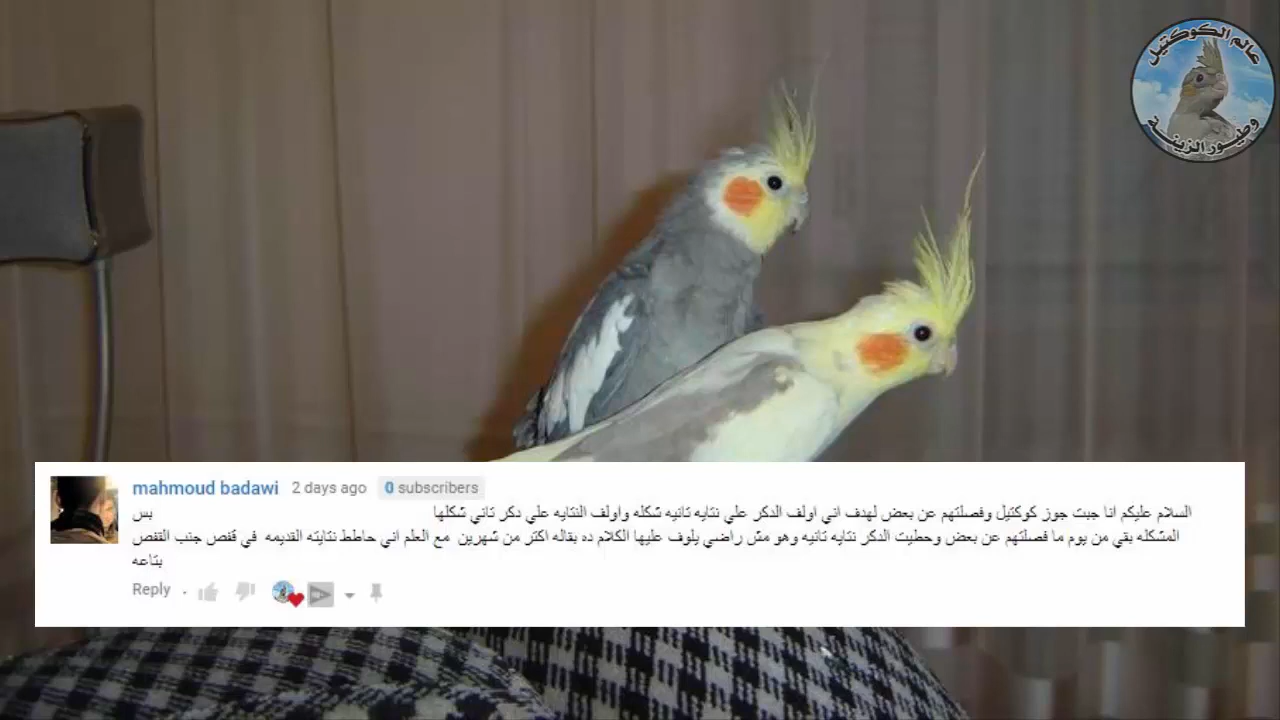 عالم الكوكتيل
وطيور الزينة
mahmoud badawi 2 days ago 0 subscribers
السلام عليكم انا جبت جوز كوكتيل وفصلتهم عن بعض لهدف اني اولف الدكر علي نتايه تانيه شكله واولف النتايه علي دكر تاني شكلها بس
المشكله بقي من يوم ما فصلتهم عن بعض وحطيت الدكر نتايه تانيه وهو مش راضي يلوف عليها الكلام ده بقاله اكتر من شهرين مع العلم اني حاطط نتايته القديمه في قفص جنب القفص
بتاعه
Reply